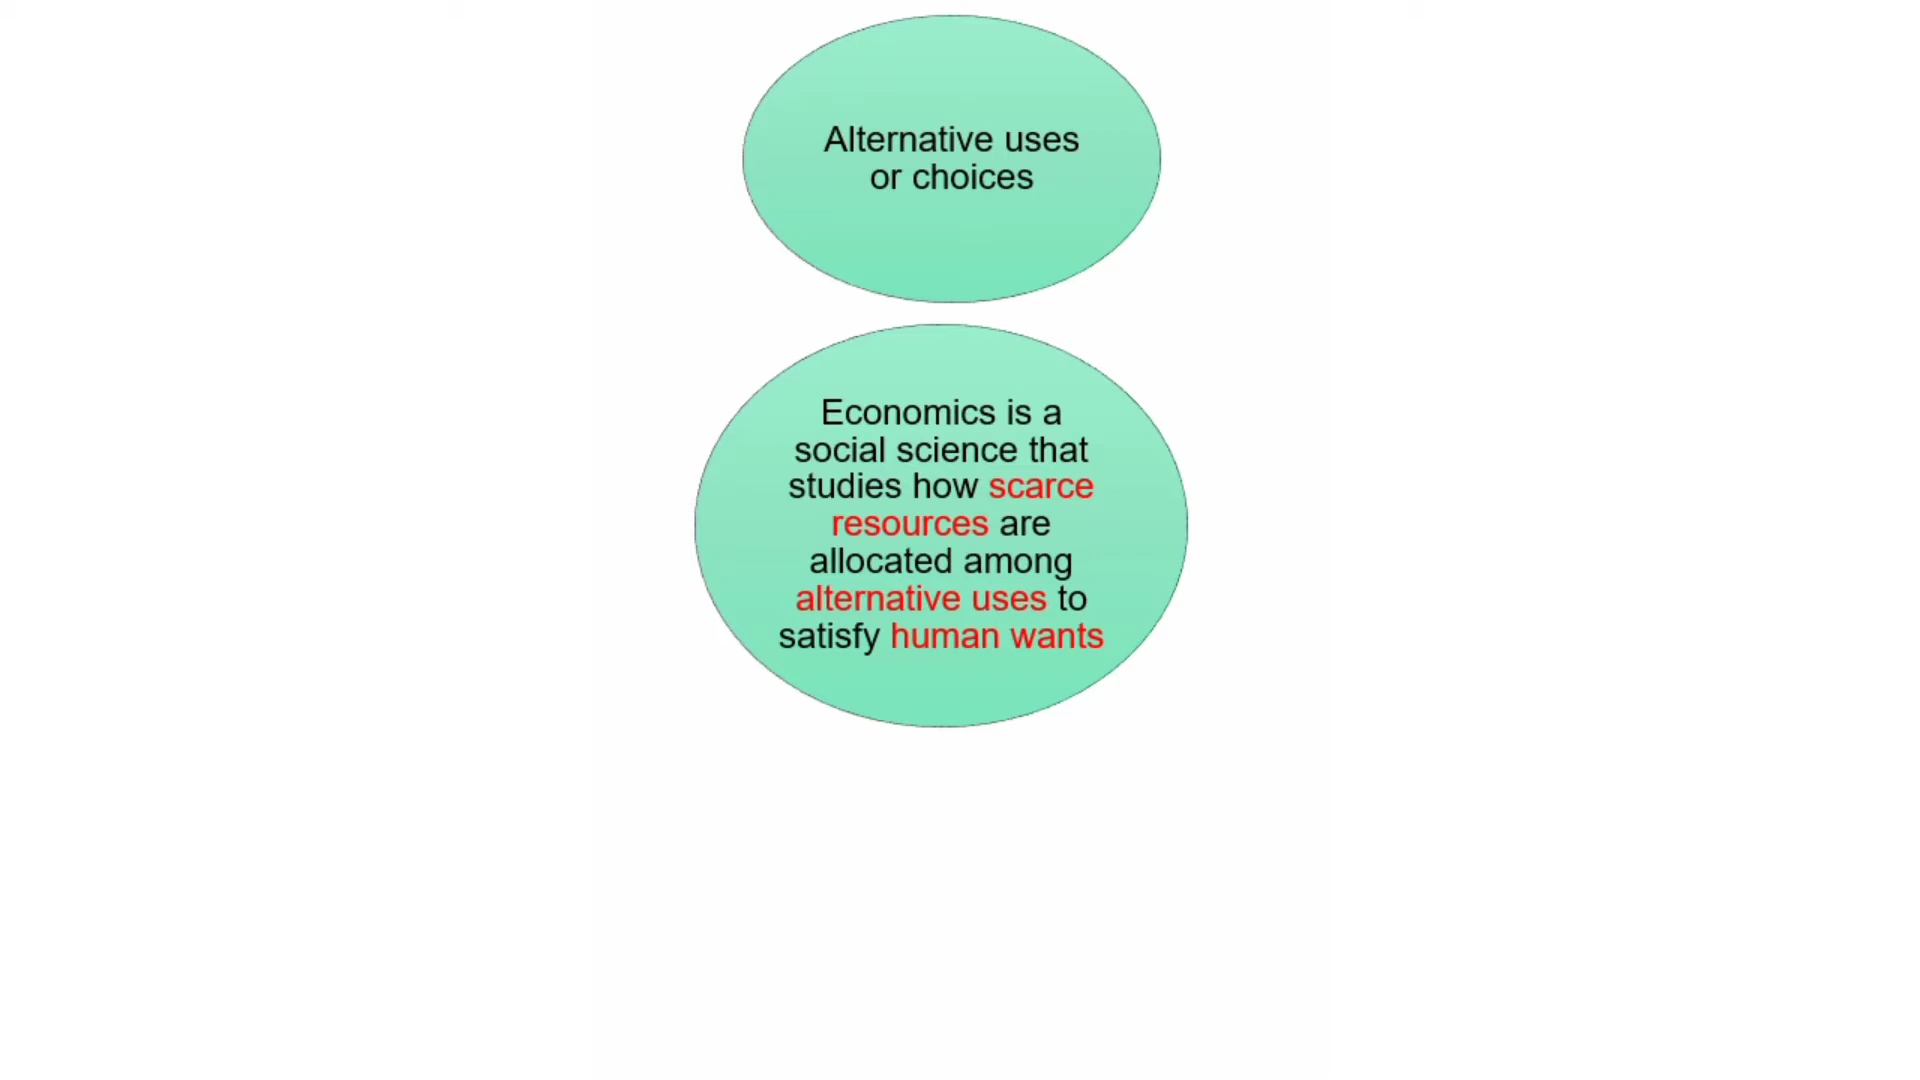 Alternative uses
or choices
Economics is a
social science that
studies how scarce
resources are
allocated among
alternative uses to
satisfy human wants